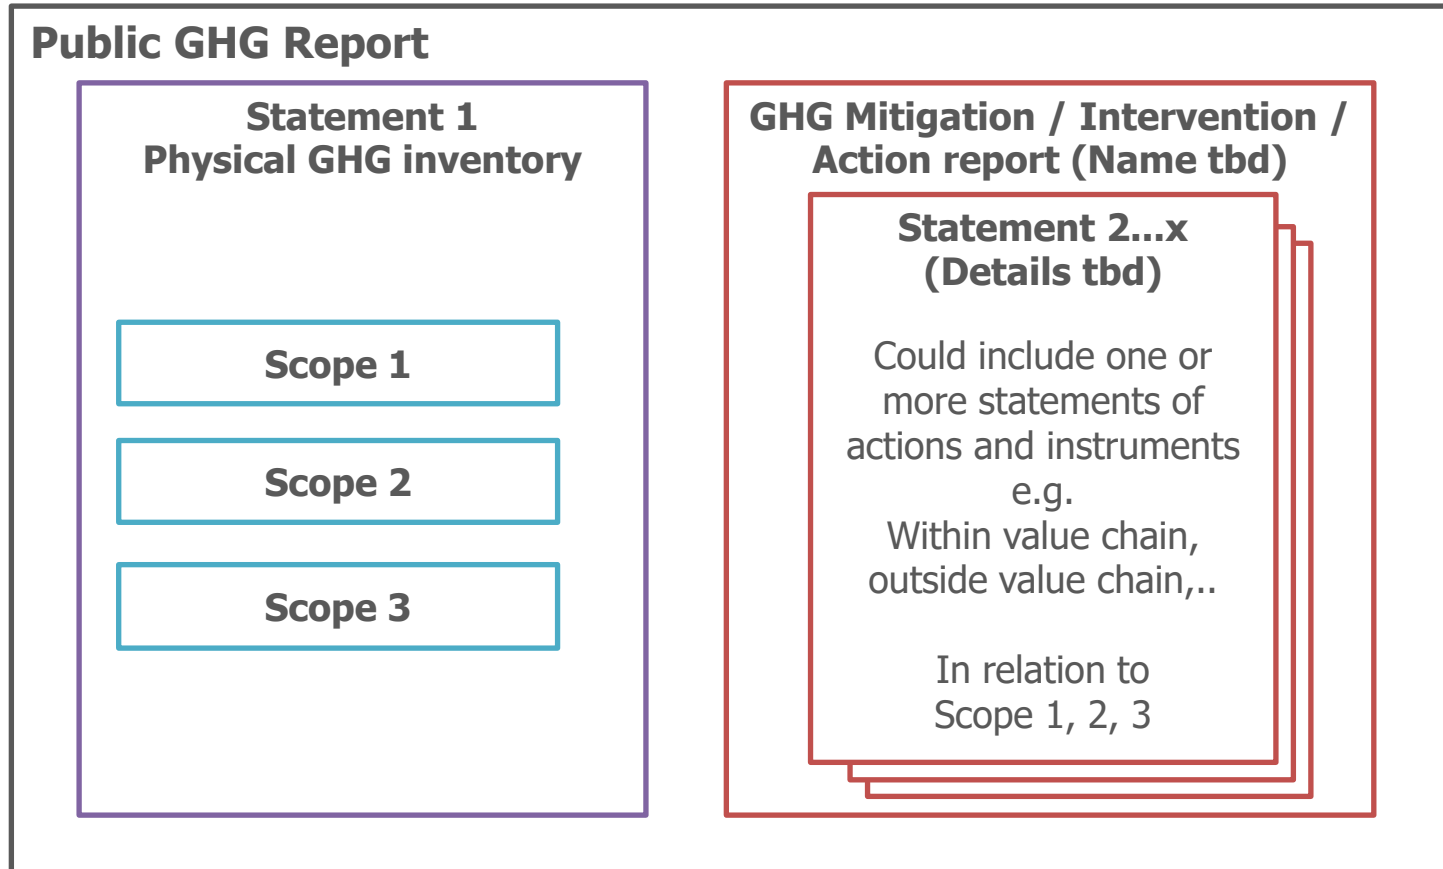 Public GHG Report
Statement 1
Physical GHG inventory
Scope 1
Scope 2
Scope 3
GHG Mitigation / Intervention /
Action report (Name tbd)
Statement 2...x
(Details tbd)
Could include one or
more statements of
actions and instruments
e.g.
Within value chain,
outside value chain,..
In relation to
Scope 1, 2, 3